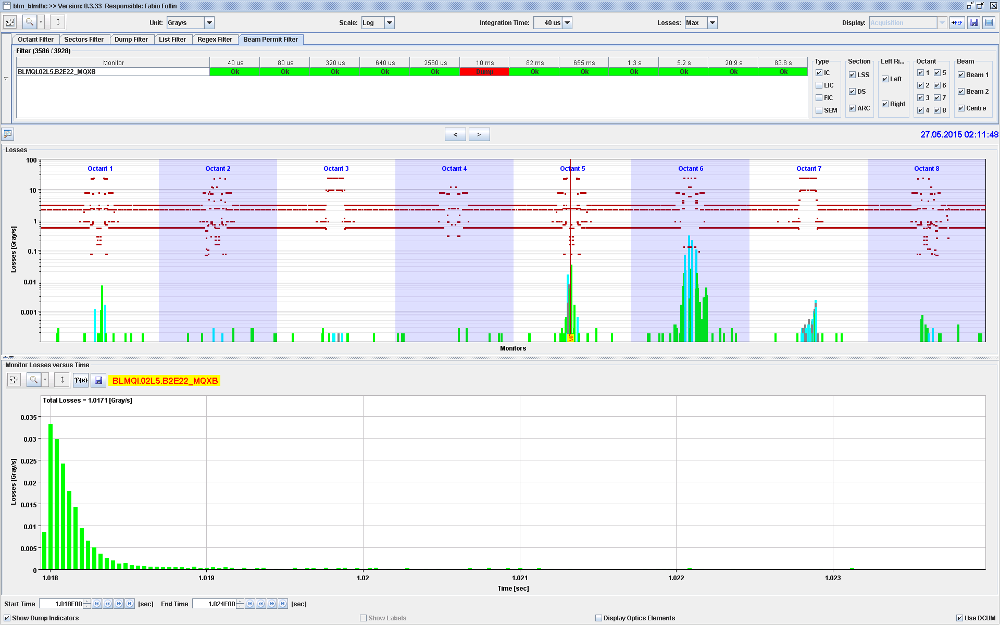 blm_blmlhc >> Version: 0.3.33 Responsible: Fabio Follin
Unit: Gray/s Scale: Log Integration Time: 40 us Losses: Max Display: Acquisition →REF
Octant Filter Sectors Filter Dump Filter List Filter Regex Filter Beam Permit Filter
Filter (3586 / 3928)
Monitor 40 us 80 us 320 us 640 us 2560 us 10 ms 82 ms 655 ms 1.3 s 5.2 s 20.9 s 83.8 s
BLMQI.02L5.B2E22_MQXB Ok Ok Ok Ok Ok Dump Ok Ok Ok Ok Ok Ok
Type Section Left Ri... Octant Beam
IC LSS Left 1 5 Beam 1
LIC DS 2 6 Beam 2
FIC ARC Right 3 7 Centre
SEM 4 8
< >
27.05.2015 02:11:48
Losses
Octant 1 Octant 2 Octant 3 Octant 4 Octant 5 Octant 6 Octant 7 Octant 8
100
10
1
0.1
0.01
0.001
Losses [Gray/s]
Monitors
Monitor Losses versus Time
F(x) BLMQI.02L5.B2E22_MQXB
Total Losses = 1.0171 [Gray/s]
0.035
0.03
0.025
0.02
0.015
0.01
0.005
0
Losses [Gray/s]
1.018 1.019 1.02 1.021 1.022 1.023
Time [sec]
Start Time 1.018E00 [sec] End Time 1.024E00 [sec]
Show Dump Indicators Show Labels Display Optics Elements Use DCUM